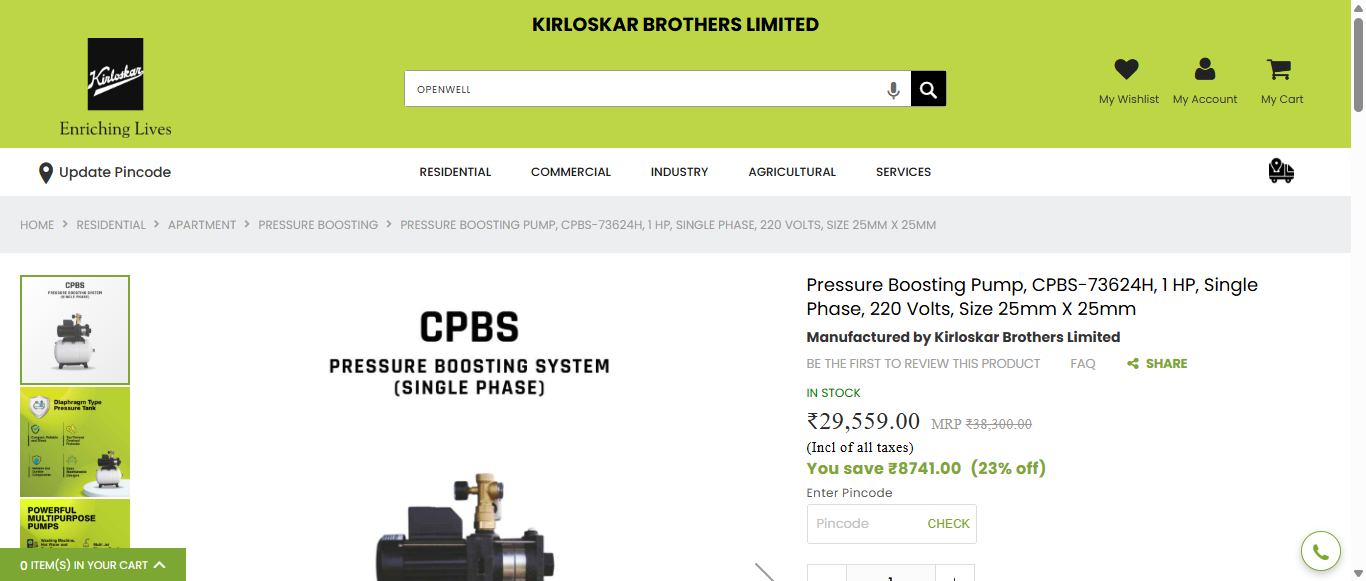 KIRLOSKAR BROTHERS LIMITED
Kirloskar
Enriching Lives
OPENWELL
My Wishlist
My Account
My Cart
Update Pincode
RESIDENTIAL
COMMERCIAL
INDUSTRY
AGRICULTURAL
SERVICES
HOME > RESIDENTIAL > APARTMENT > PRESSURE BOOSTING > PRESSURE BOOSTING PUMP, CPBS-73624H, 1 HP, SINGLE PHASE, 220 VOLTS, SIZE 25MM X 25MM
CPBS
PRESSURE BOOSTING SYSTEM
(SINGLE PHASE)
Diaphragm Type
Pressure Tank
POWERFUL
MULTIPURPOSE
PUMPS
0 ITEM(S) IN YOUR CART
CPBS
PRESSURE BOOSTING SYSTEM
(SINGLE PHASE)
Pressure Boosting Pump, CPBS-73624H, 1 HP, Single
Phase, 220 Volts, Size 25mm X 25mm
Manufactured by Kirloskar Brothers Limited
BE THE FIRST TO REVIEW THIS PRODUCT
FAQ
SHARE
IN STOCK
₹29,559.00 MRP ₹38,300.00
(Incl of all taxes)
You save ₹8741.00 (23% off)
Enter Pincode
Pincode
CHECK